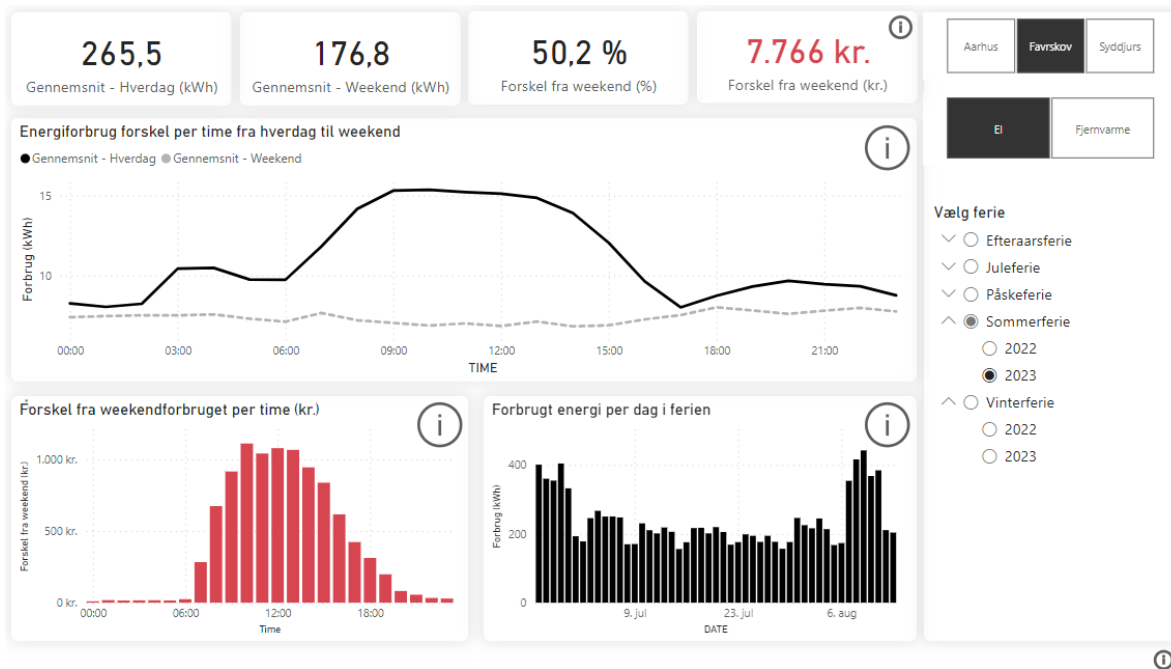 265,5
Gennemsnit - Hverdag (kWh)
176,8
Gennemsnit - Weekend (kWh)
50,2 %
Forskel fra weekend (%)
7.766 kr.
Forskel fra weekend (kr.)
i
Aarhus
Favrskov
Syddjurs
El
Fjernvarme
Energiforbrug forskel per time fra hverdag til weekend
i
Gennemsnit - Hverdag
Gennemsnit - Weekend
Forbrug (kWh)
15
10
00:00
03:00
06:00
09:00
12:00
15:00
18:00
21:00
TIME
Vælg ferie
Efteraarsferie
Juleferie
Påskeferie
Sommerferie
2022
2023
Vinterferie
2022
2023
Forskel fra weekendforbruget per time (kr.)
i
Forskel fra weekend (kr.)
1.000 kr.
500 kr.
0 kr.
00:00
06:00
12:00
18:00
Time
Forbrugt energi per dag i ferien
i
Forbrug (kWh)
400
200
0
9. jul
23. jul
6. aug
DATE
i